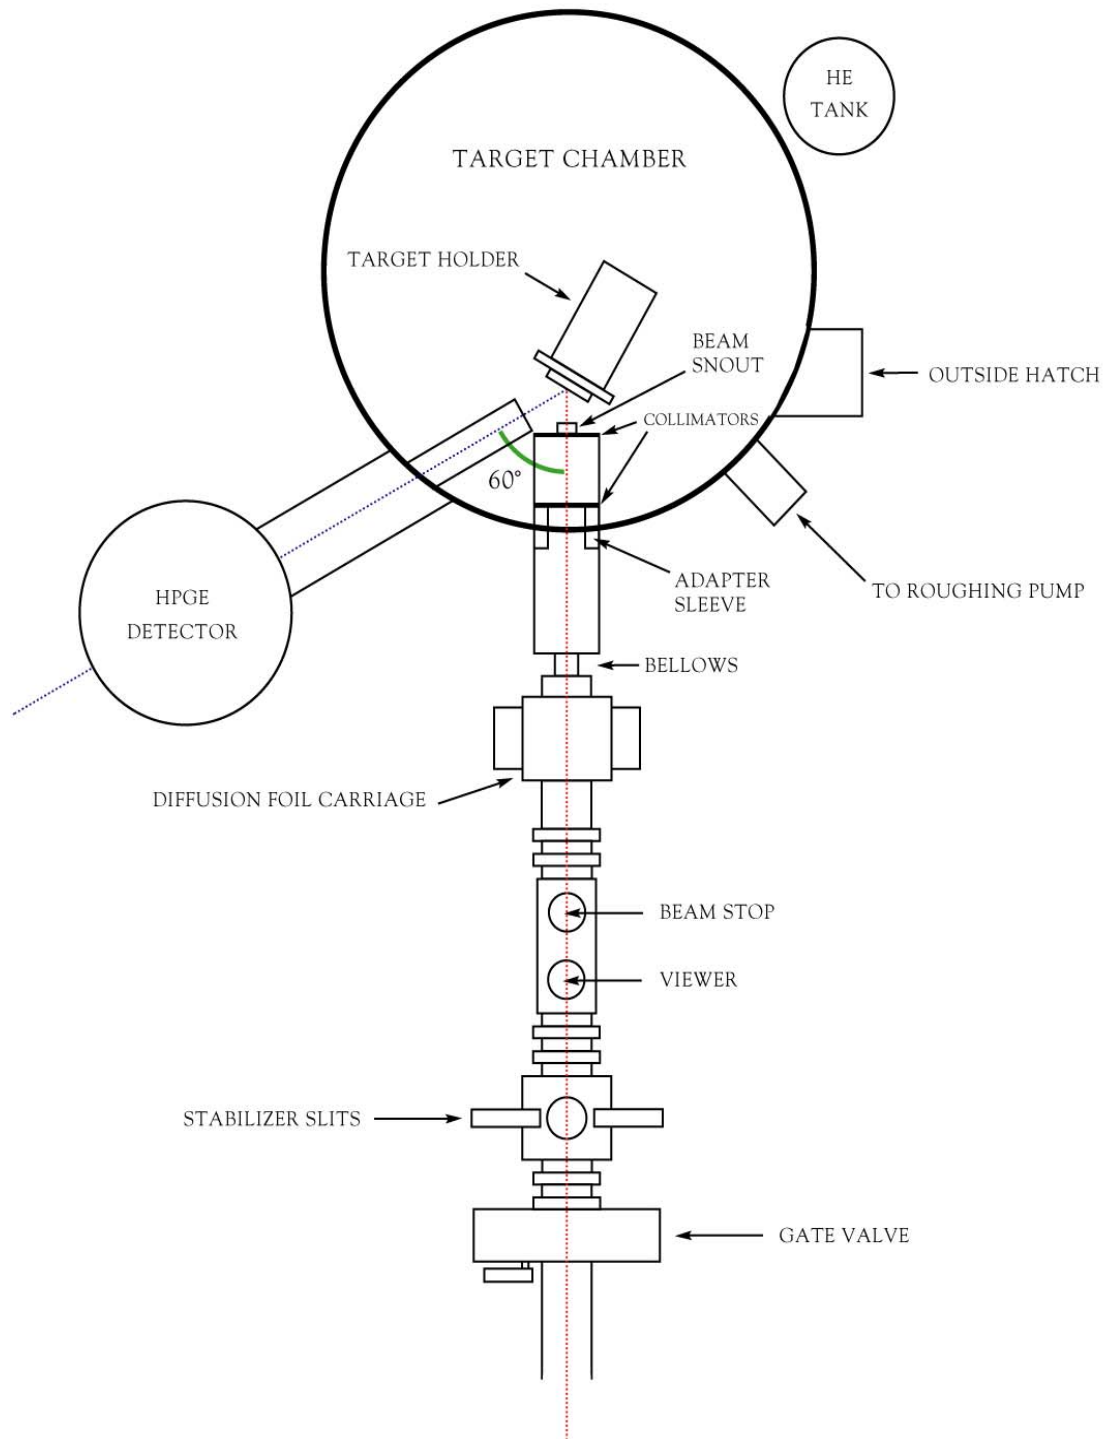 HE
TANK
TARGET CHAMBER
TARGET HOLDER
BEAM
SNOUT
OUTSIDE HATCH
COLLIMATORS
60°
ADAPTER
SLEEVE
TO ROUGHING PUMP
HPGE
DETECTOR
BELLOWS
DIFFUSION FOIL CARRIAGE
BEAM STOP
VIEWER
STABILIZER SLITS
GATE VALVE